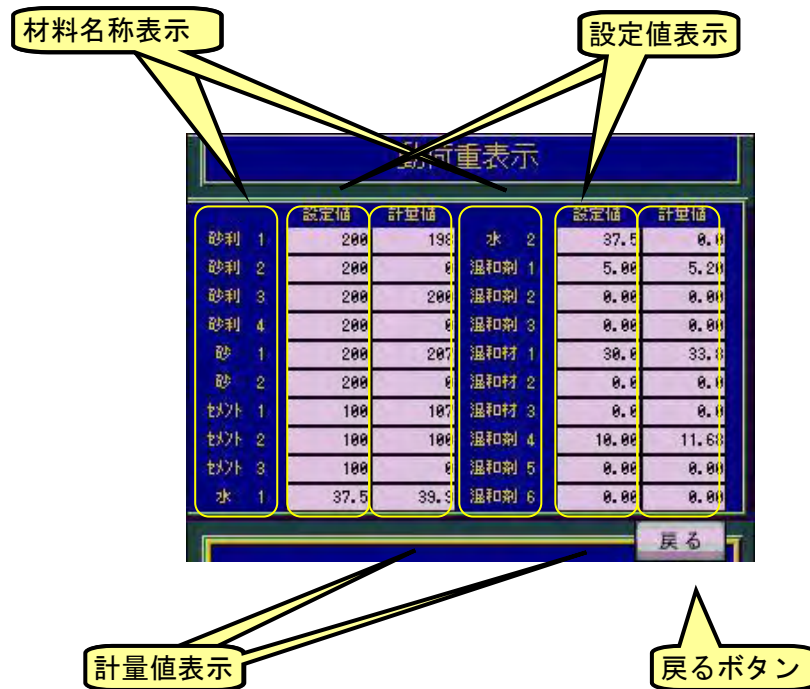 材料名称表示
設定値表示
動荷重表示
設定値 計量値 設定値 計量値
砂利 1 200 198 水 2 37.5 0.0
砂利 2 200 0 混和剤 1 5.00 5.20
砂利 3 200 200 混和剤 2 0.00 0.00
砂利 4 200 0 混和剤 3 0.00 0.00
砂 1 200 207 混和材 1 30.0 33.8
砂 2 200 0 混和材 2 0.0 0.0
セメント 1 100 107 混和材 3 0.0 0.0
セメント 2 100 100 混和剤 4 10.00 11.68
セメント 3 100 0 混和剤 5 0.00 0.00
水 1 37.5 39.9 混和剤 6 0.00 0.00
戻る
計量値表示
戻るボタン